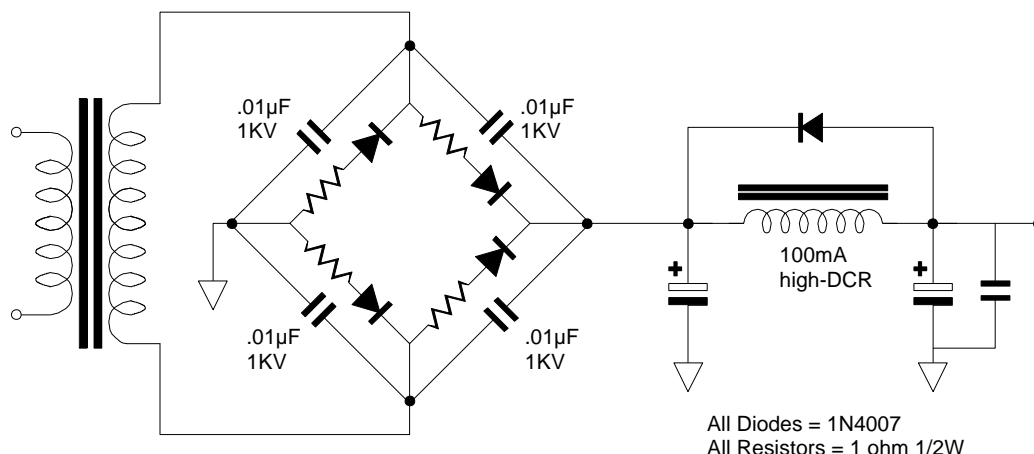 .01µF
1KV
.01µF
1KV
.01µF
1KV
.01µF
1KV
100mA
high-DCR
All Diodes = 1N4007
All Resistors = 1 ohm 1/2W